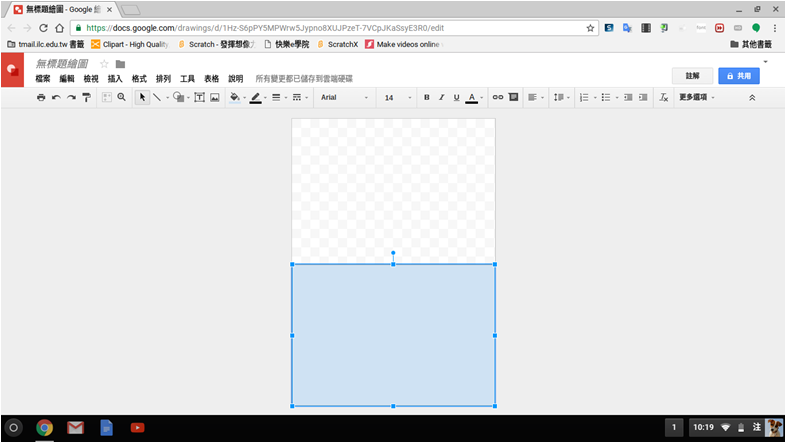 無標題繪圖 - Google 繪
https://docs.google.com/drawings/d/1Hz-S6pPY5MPWrw5Jypno8XUJPzeT-7VCpJKaSsyE3R0/edit
tmail.ilc.edu.tw 書籤 Clipart - High Quality Scratch - 發揮想像力 快樂e學院 ScratchX Make videos online 其他書籤
無標題繪圖
檔案 編輯 檢視 插入 格式 排列 工具 表格 說明 所有變更都已儲存到雲端硬碟
註解 共用
Arial 14 B I U A 更多選項
1 10:19 注